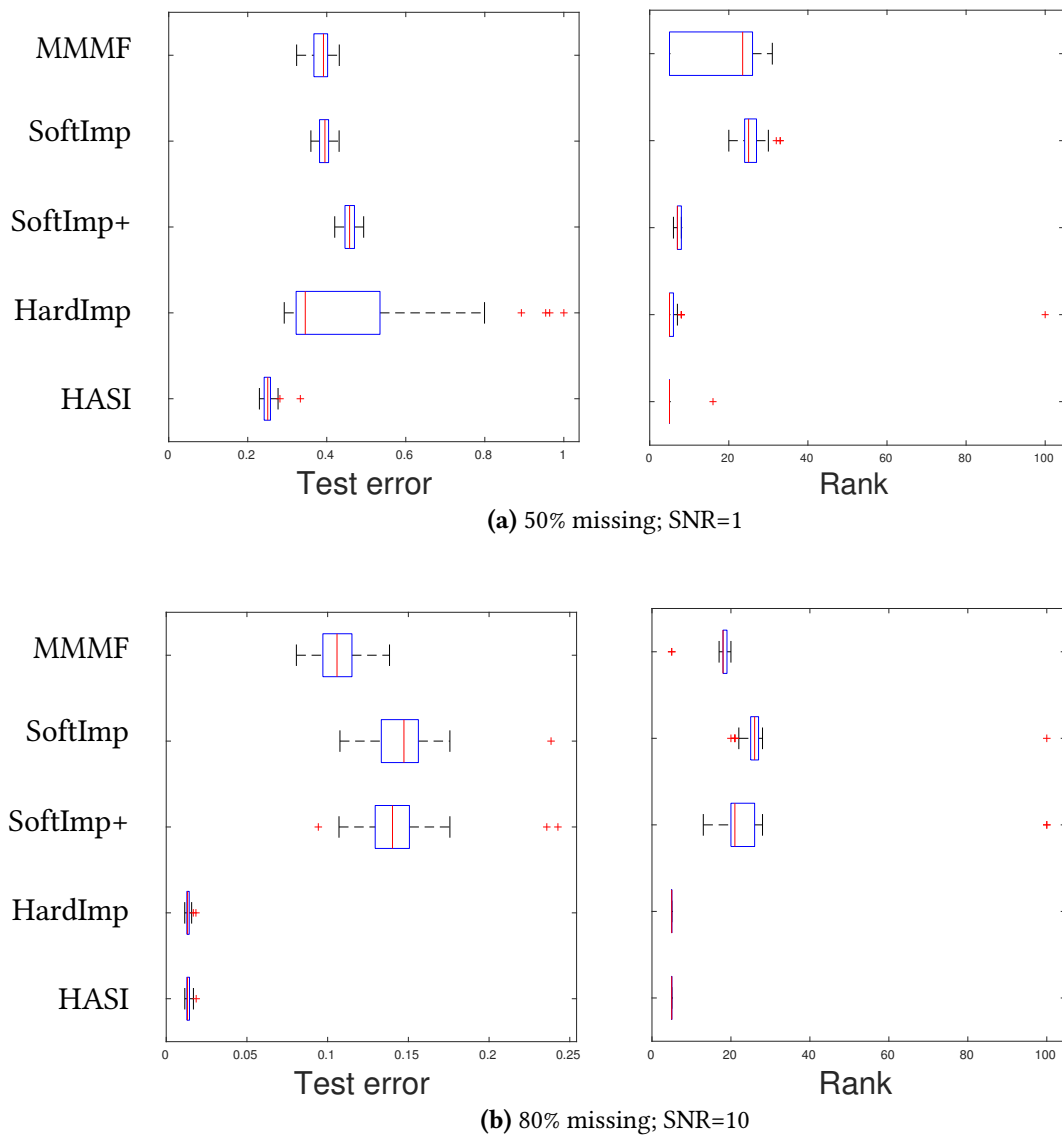 MMMF
SoftImp
SoftImp+
HardImp
HASI
0 0.2 0.4 0.6 0.8 1
Test error
0 20 40 60 80 100
Rank
(a) 50% missing; SNR=1
MMMF
SoftImp
SoftImp+
HardImp
HASI
0 0.05 0.1 0.15 0.2 0.25
Test error
0 20 40 60 80 100
Rank
(b) 80% missing; SNR=10